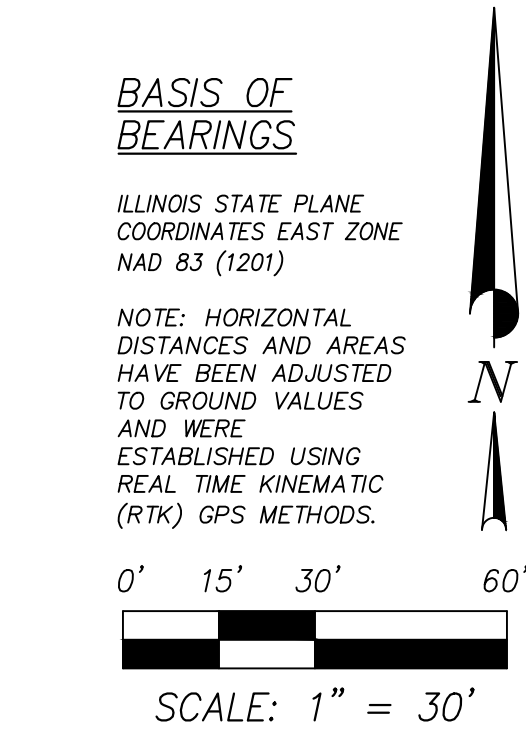 BASIS OF
BEARINGS
ILLINOIS STATE PLANE
COORDINATES EAST ZONE
NAD 83 (1201)
NOTE: HORIZONTAL
DISTANCES AND AREAS
HAVE BEEN ADJUSTED
TO GROUND VALUES
AND WERE
ESTABLISHED USING
REAL TIME KINEMATIC
(RTK) GPS METHODS.
N
0' 15' 30' 60'
SCALE: 1" = 30'